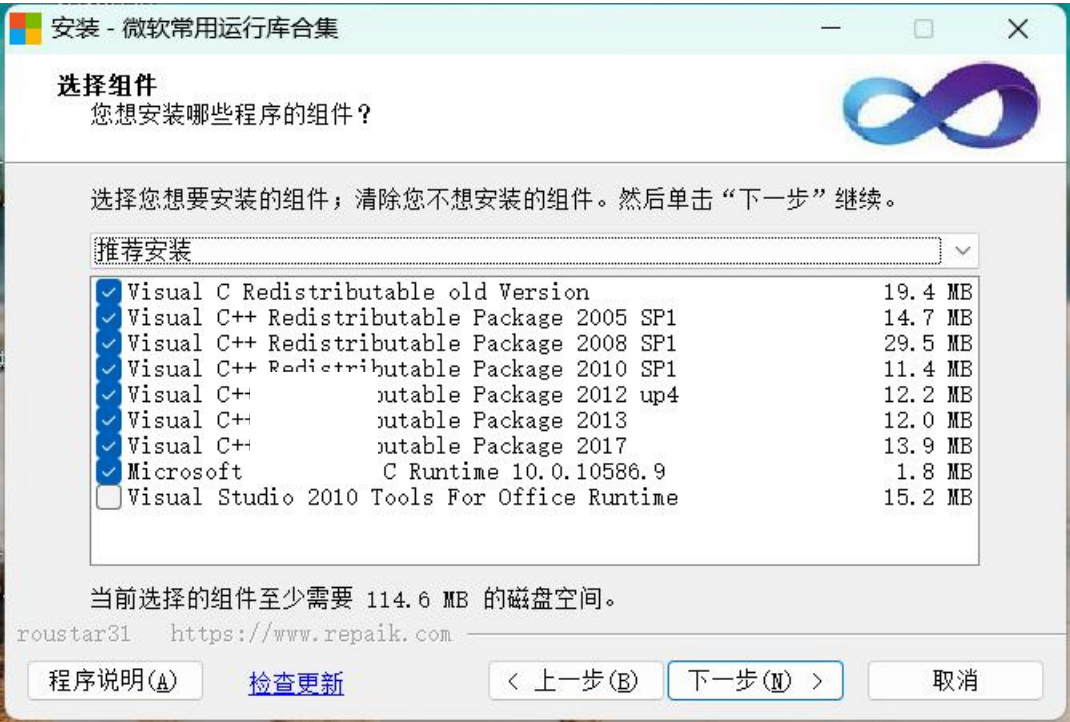 安装 - 微软常用运行库合集
选择组件
您想安装哪些程序的组件？
选择您想要安装的组件；清除您不想安装的组件。然后单击“下一步”继续。
推荐安装
Visual C Redistributable old Version 19.4 MB
Visual C++ Redistributable Package 2005 SP1 14.7 MB
Visual C++ Redistributable Package 2008 SP1 29.5 MB
Visual C++ Redistributable Package 2010 SP1 11.4 MB
Visual C++ butable Package 2012 up4 12.2 MB
Visual C++ butable Package 2013 12.0 MB
Visual C++ butable Package 2017 13.9 MB
Microsoft C Runtime 10.0.10586.9 1.8 MB
Visual Studio 2010 Tools For Office Runtime 15.2 MB
当前选择的组件至少需要 114.6 MB 的磁盘空间。
roustar31 https://www.repaik.com
程序说明(A) 检查更新 < 上一步(B) 下一步(N) > 取消